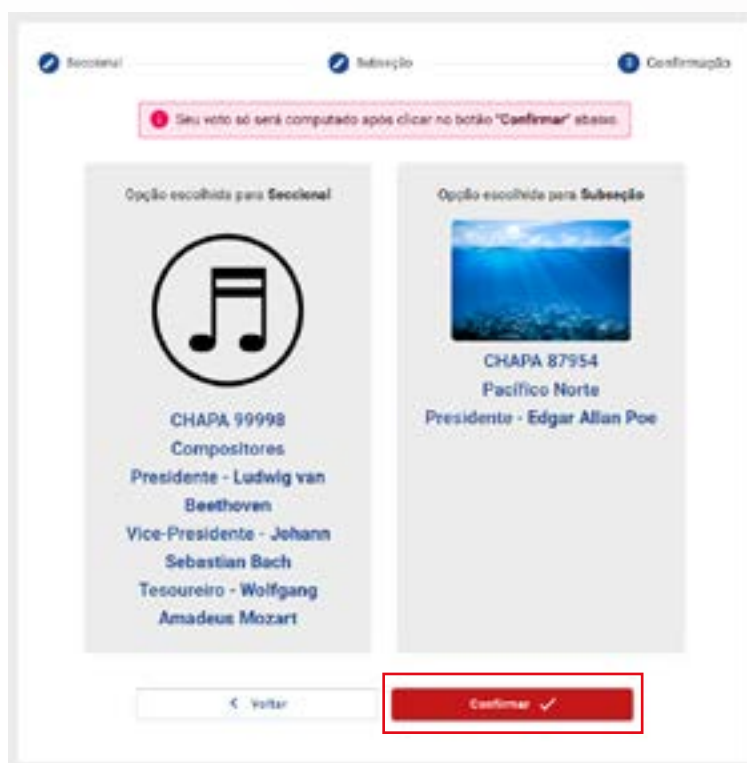 Seccional
Subseção
3 Confirmação
Seu voto só será computado após clicar no botão "Confirmar" abaixo.
Opção escolhida para Seccional
CHAPA 99998
Compositores
Presidente - Ludwig van
Beethoven
Vice-Presidente - Johann
Sebastian Bach
Tesoureiro - Wolfgang
Amadeus Mozart
Opção escolhida para Subseção
CHAPA 87954
Pacífico Norte
Presidente - Edgar Allan Poe
Voltar
Confirmar